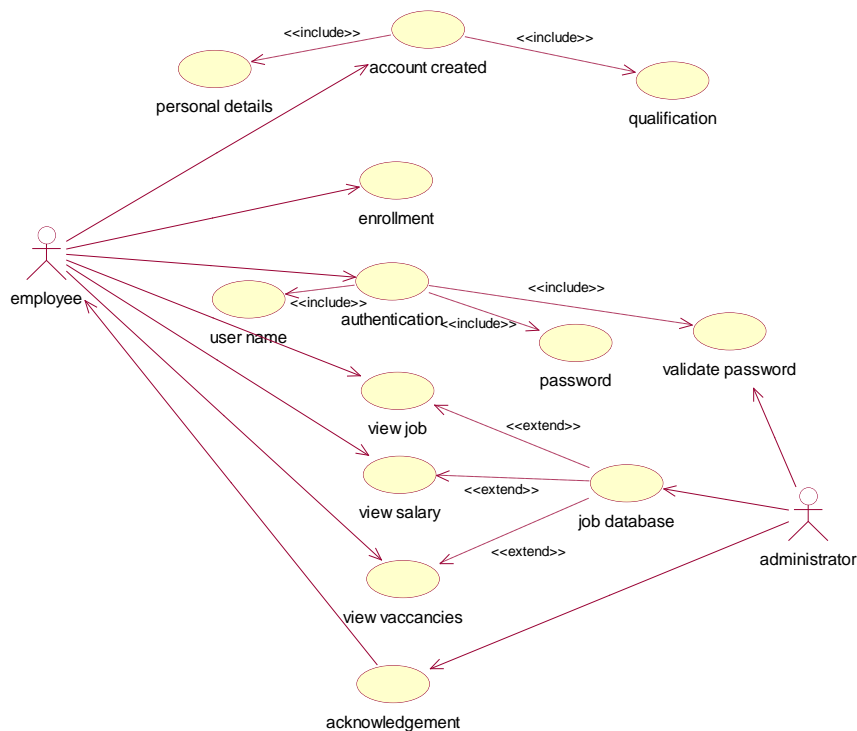 <<include>>
<<include>>
account created
personal details
qualification
enrollment
employee
<<include>>
<<include>>
authentication
<<include>>
user name
validate password
password
view job
<<extend>>
<<extend>>
view salary
job database
<<extend>>
administrator
view vaccancies
acknowledgement